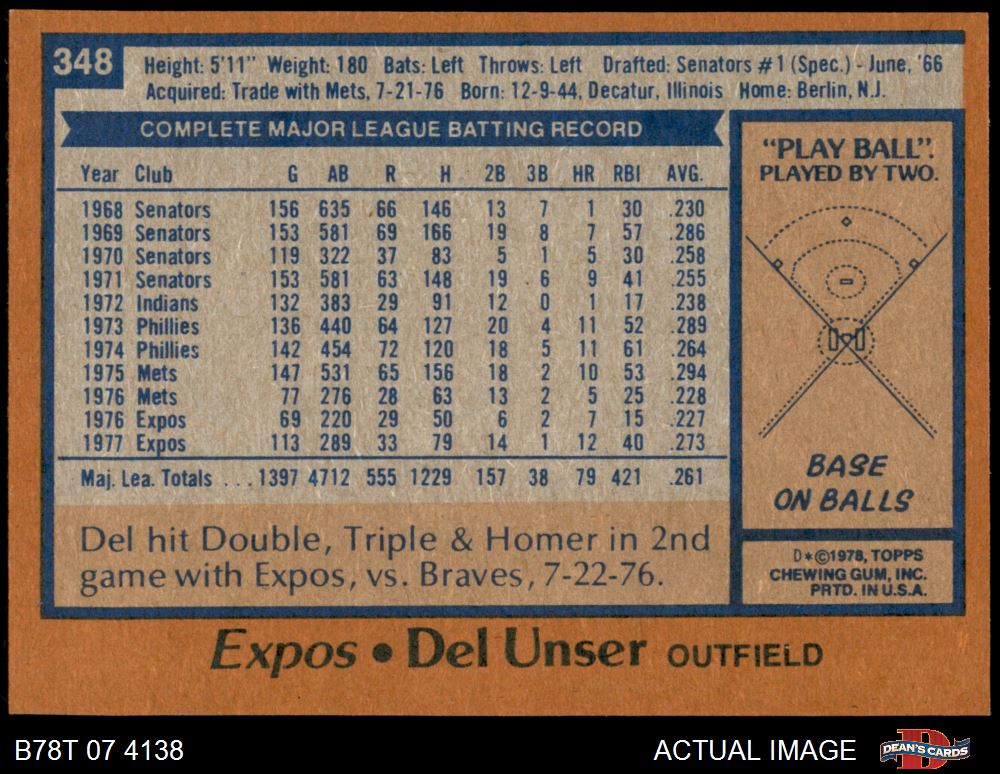 348
Height: 5'11" Weight: 180 Bats: Left Throws: Left Drafted: Senators #1 (Spec.) - June, '66
Acquired: Trade with Mets, 7-21-76 Born: 12-9-44, Decatur, Illinois Home: Berlin, N.J.
COMPLETE MAJOR LEAGUE BATTING RECORD
Year Club G AB R H 2B 3B HR RBI AVG.
1968 Senators 156 635 66 146 13 7 1 30 .230
1969 Senators 153 581 69 166 19 8 7 57 .286
1970 Senators 119 322 37 83 5 1 5 30 .258
1971 Senators 153 581 63 148 19 6 9 41 .255
1972 Indians 132 383 29 91 12 0 1 17 .238
1973 Phillies 136 440 64 127 20 4 11 52 .289
1974 Phillies 142 454 72 120 18 5 11 61 .264
1975 Mets 147 531 65 156 18 2 10 53 .294
1976 Mets 77 276 28 63 13 2 5 25 .228
1976 Expos 69 220 29 50 6 2 7 15 .227
1977 Expos 113 289 33 79 14 1 12 40 .273
Maj. Lea. Totals ... 1397 4712 555 1229 157 38 79 421 .261
Del hit Double, Triple & Homer in 2nd
game with Expos, vs. Braves, 7-22-76.
"PLAY BALL".
PLAYED BY TWO.
BASE
ON BALLS
D*©1978, TOPPS
CHEWING GUM, INC.
PRTD. IN U.S.A.
Expos • Del Unser OUTFIELD
B78T 07 4138
ACTUAL IMAGE
DEAN'S CARDS